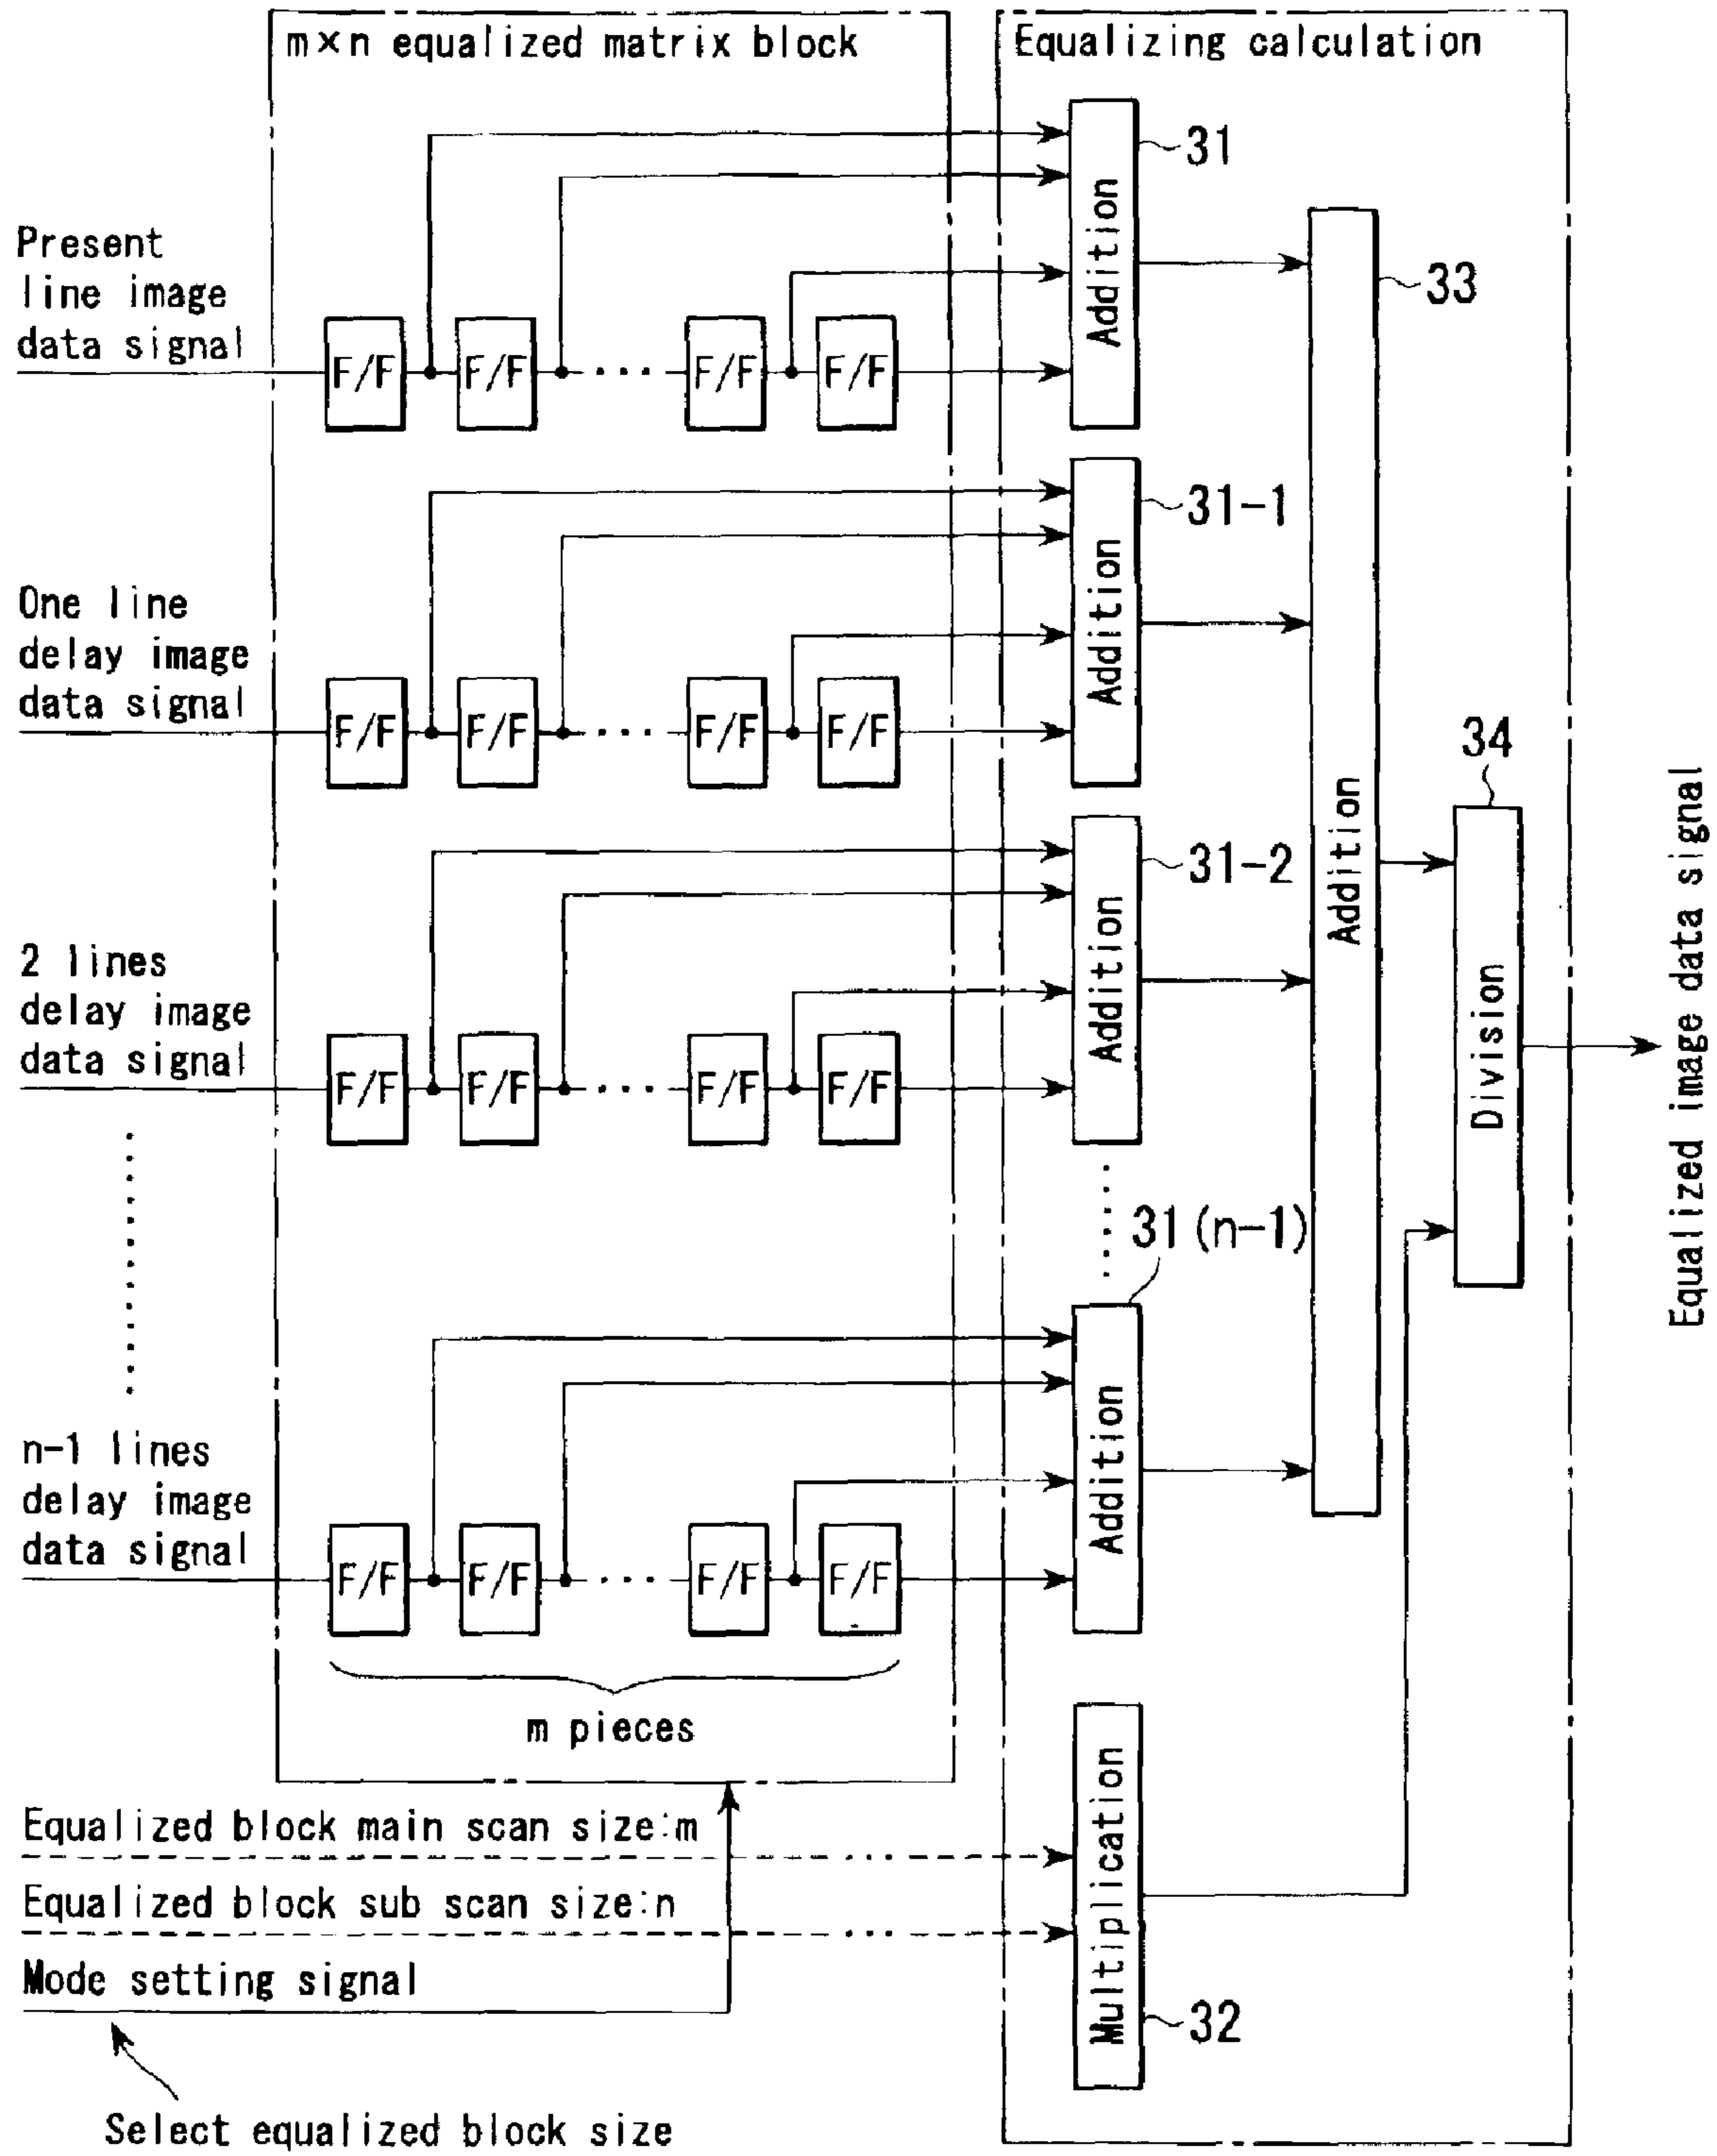 m×n equalized matrix block
Equalizing calculation
31
Addition
Present
line image
data signal
F/F F/F ... F/F F/F
33
31-1
Addition
One line
delay image
data signal
F/F F/F ... F/F F/F
34
31-2
Addition
Addition
2 lines
delay image
data signal
F/F F/F ... F/F F/F
Division
Equalized image data signal
31(n-1)
Addition
n-1 lines
delay image
data signal
F/F F/F ... F/F F/F
m pieces
Equalized block main scan size:m
Equalized block sub scan size:n
Mode setting signal
Multiplication
32
Select equalized block size